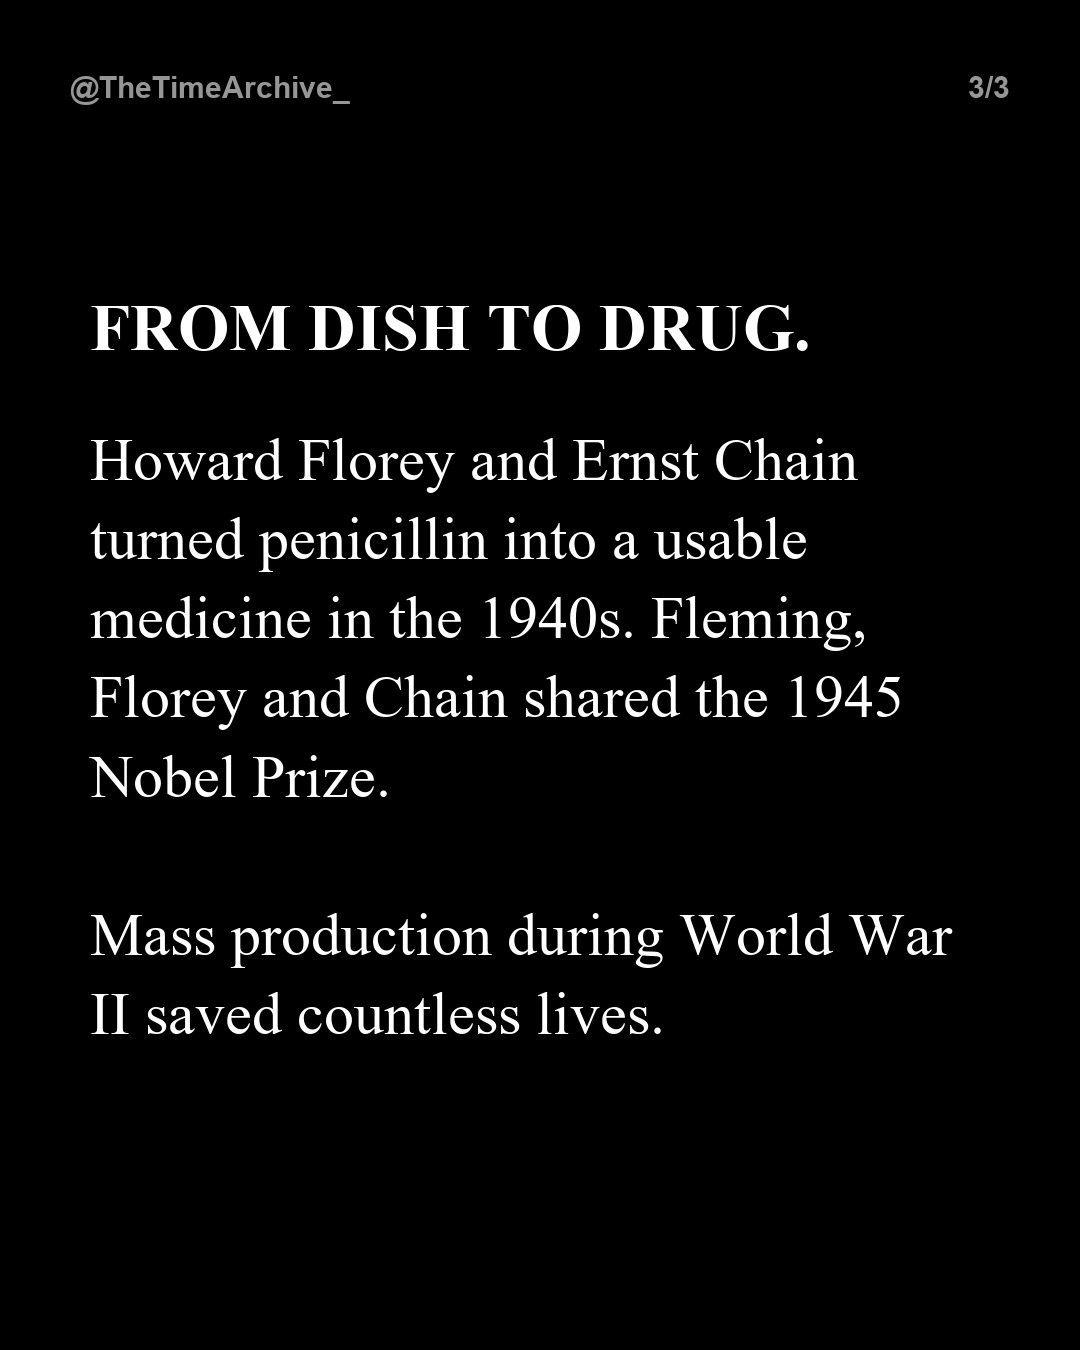 @TheTimeArchive_
3/3
FROM DISH TO DRUG.
Howard Florey and Ernst Chain
turned penicillin into a usable
medicine in the 1940s. Fleming,
Florey and Chain shared the 1945
Nobel Prize.
Mass production during World War
II saved countless lives.